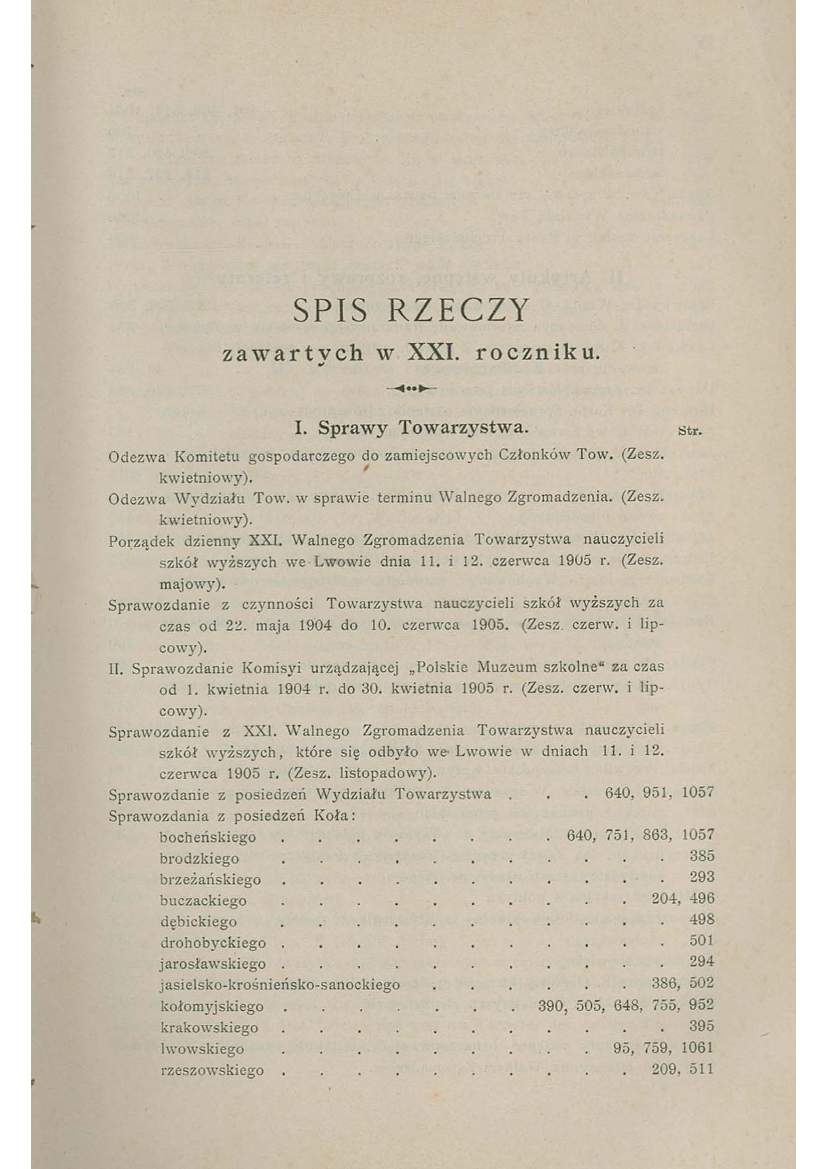 SPIS RZECZY
zawartych w XXI. roczniku.
I. Sprawy Towarzystwa.
Str.
Odezwa Komitetu gospodarczego do zamiejscowych Członków Tow. (Zesz.
kwietniowy).
Odezwa Wydziału Tow. w sprawie terminu Walnego Zgromadzenia. (Zesz.
kwietniowy).
Porządek dzienny XXI. Walnego Zgromadzenia Towarzystwa nauczycieli
szkół wyższych we Lwowie dnia 11. i 12. czerwca 1905 r. (Zesz.
majowy).
Sprawozdanie z czynności Towarzystwa nauczycieli szkół wyższych za
czas od 22. maja 1904 do 10. czerwca 1905. (Zesz. czerw. i lip-
cowy).
II. Sprawozdanie Komisyi urządzającej „Polskie Muzeum szkolne“ za czas
od 1. kwietnia 1904 r. do 30. kwietnia 1905 r. (Zesz. czerw. i lip-
cowy).
Sprawozdanie z XXI. Walnego Zgromadzenia Towarzystwa nauczycieli
szkół wyższych, które się odbyło we Lwowie w dniach 11. i 12.
czerwca 1905 r. (Zesz. listopadowy).
Sprawozdanie z posiedzeń Wydziału Towarzystwa . . . 640, 951, 1057
Sprawozdania z posiedzeń Koła:
bocheńskiego . . . . . . . . 640, 751, 863, 1057
brodzkiego . . . . . . . . . . . 385
brzeżańskiego . . . . . . . . . . . 293
buczackiego . . . . . . . . . . 204, 496
dębickiego . . . . . . . . . . . 498
drohobyckiego . . . . . . . . . . . 501
jarosławskiego . . . . . . . . . . . 294
jasielsko-krośnieńsko-sanockiego . . . . . . 386, 502
kołomyjskiego . . . . . . . 390, 505, 648, 755, 952
krakowskiego . . . . . . . . . . . 395
lwowskiego . . . . . . . . . 95, 759, 1061
rzeszowskiego . . . . . . . . . . 209, 511